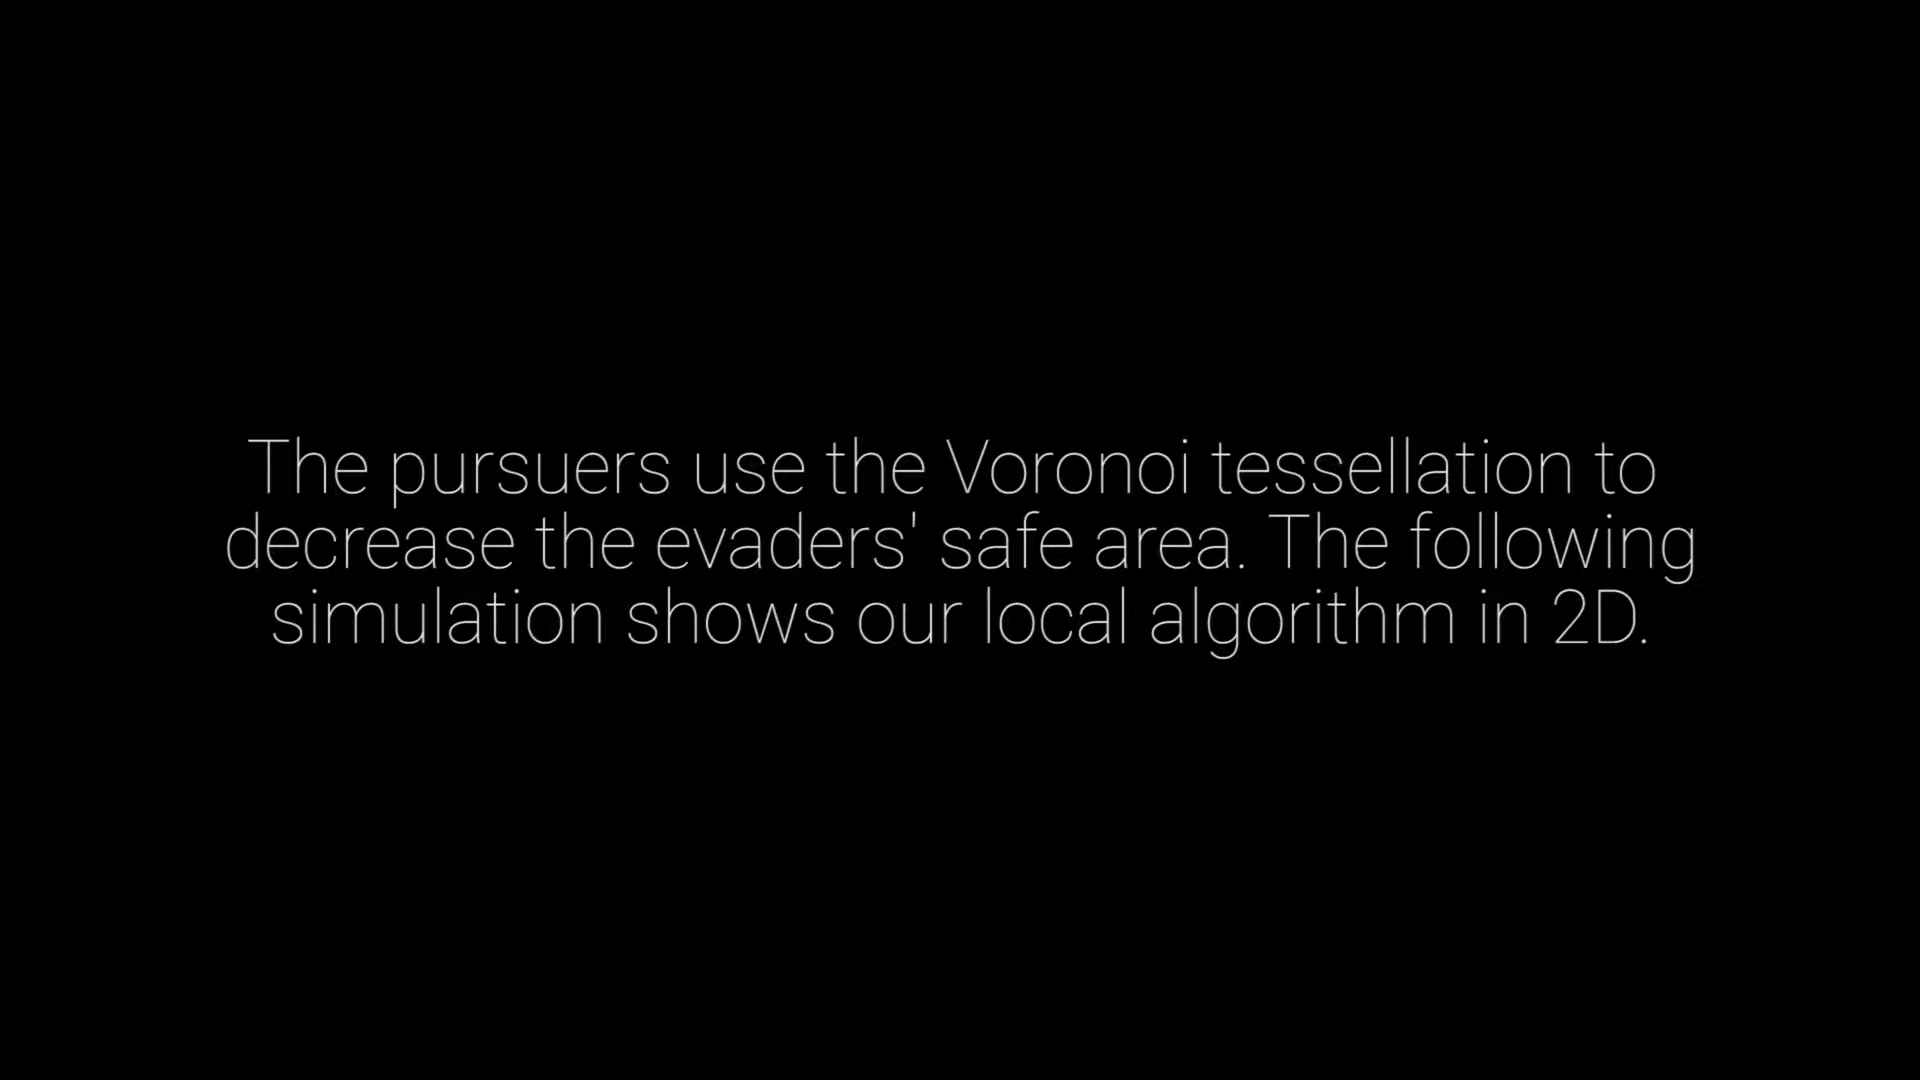 The pursuers use the Voronoi tessellation to
decrease the evaders' safe area. The following
simulation shows our local algorithm in 2D.